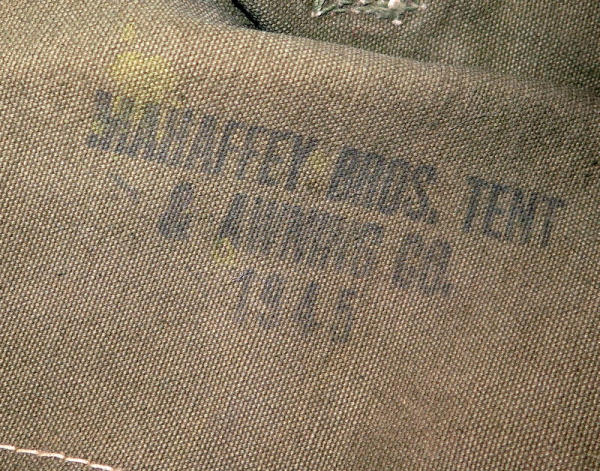 MAHAFFEY BROS. TENT
& AWNING CO.
1945